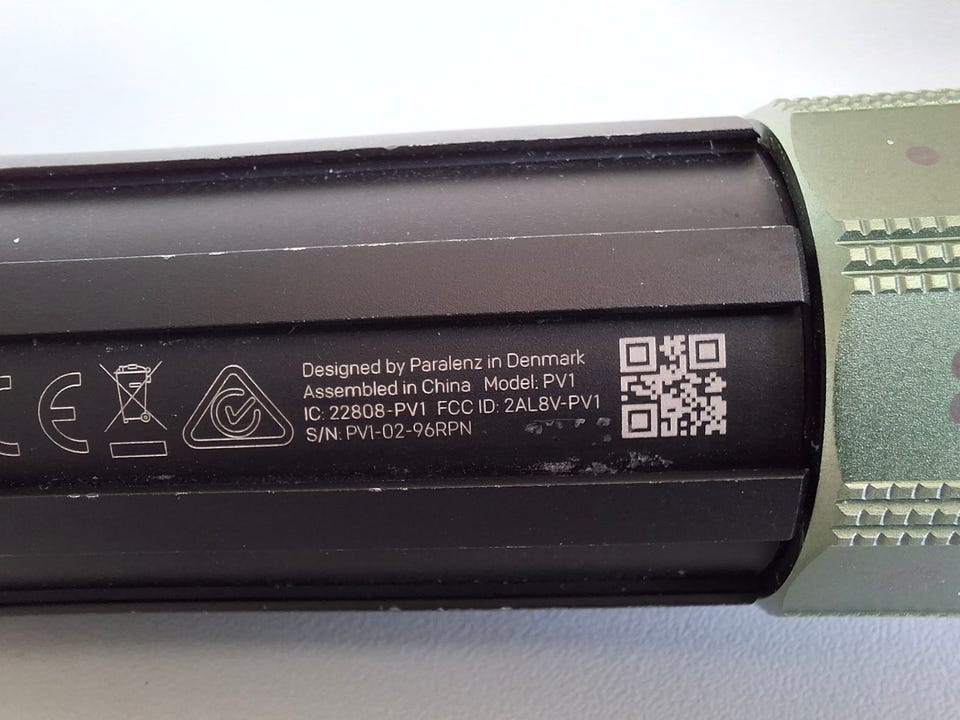 CE
Designed by Paralenz in Denmark
Assembled in China Model: PV1
IC: 22808-PV1 FCC ID: 2AL8V-PV1
S/N: PV1-02-96RPN